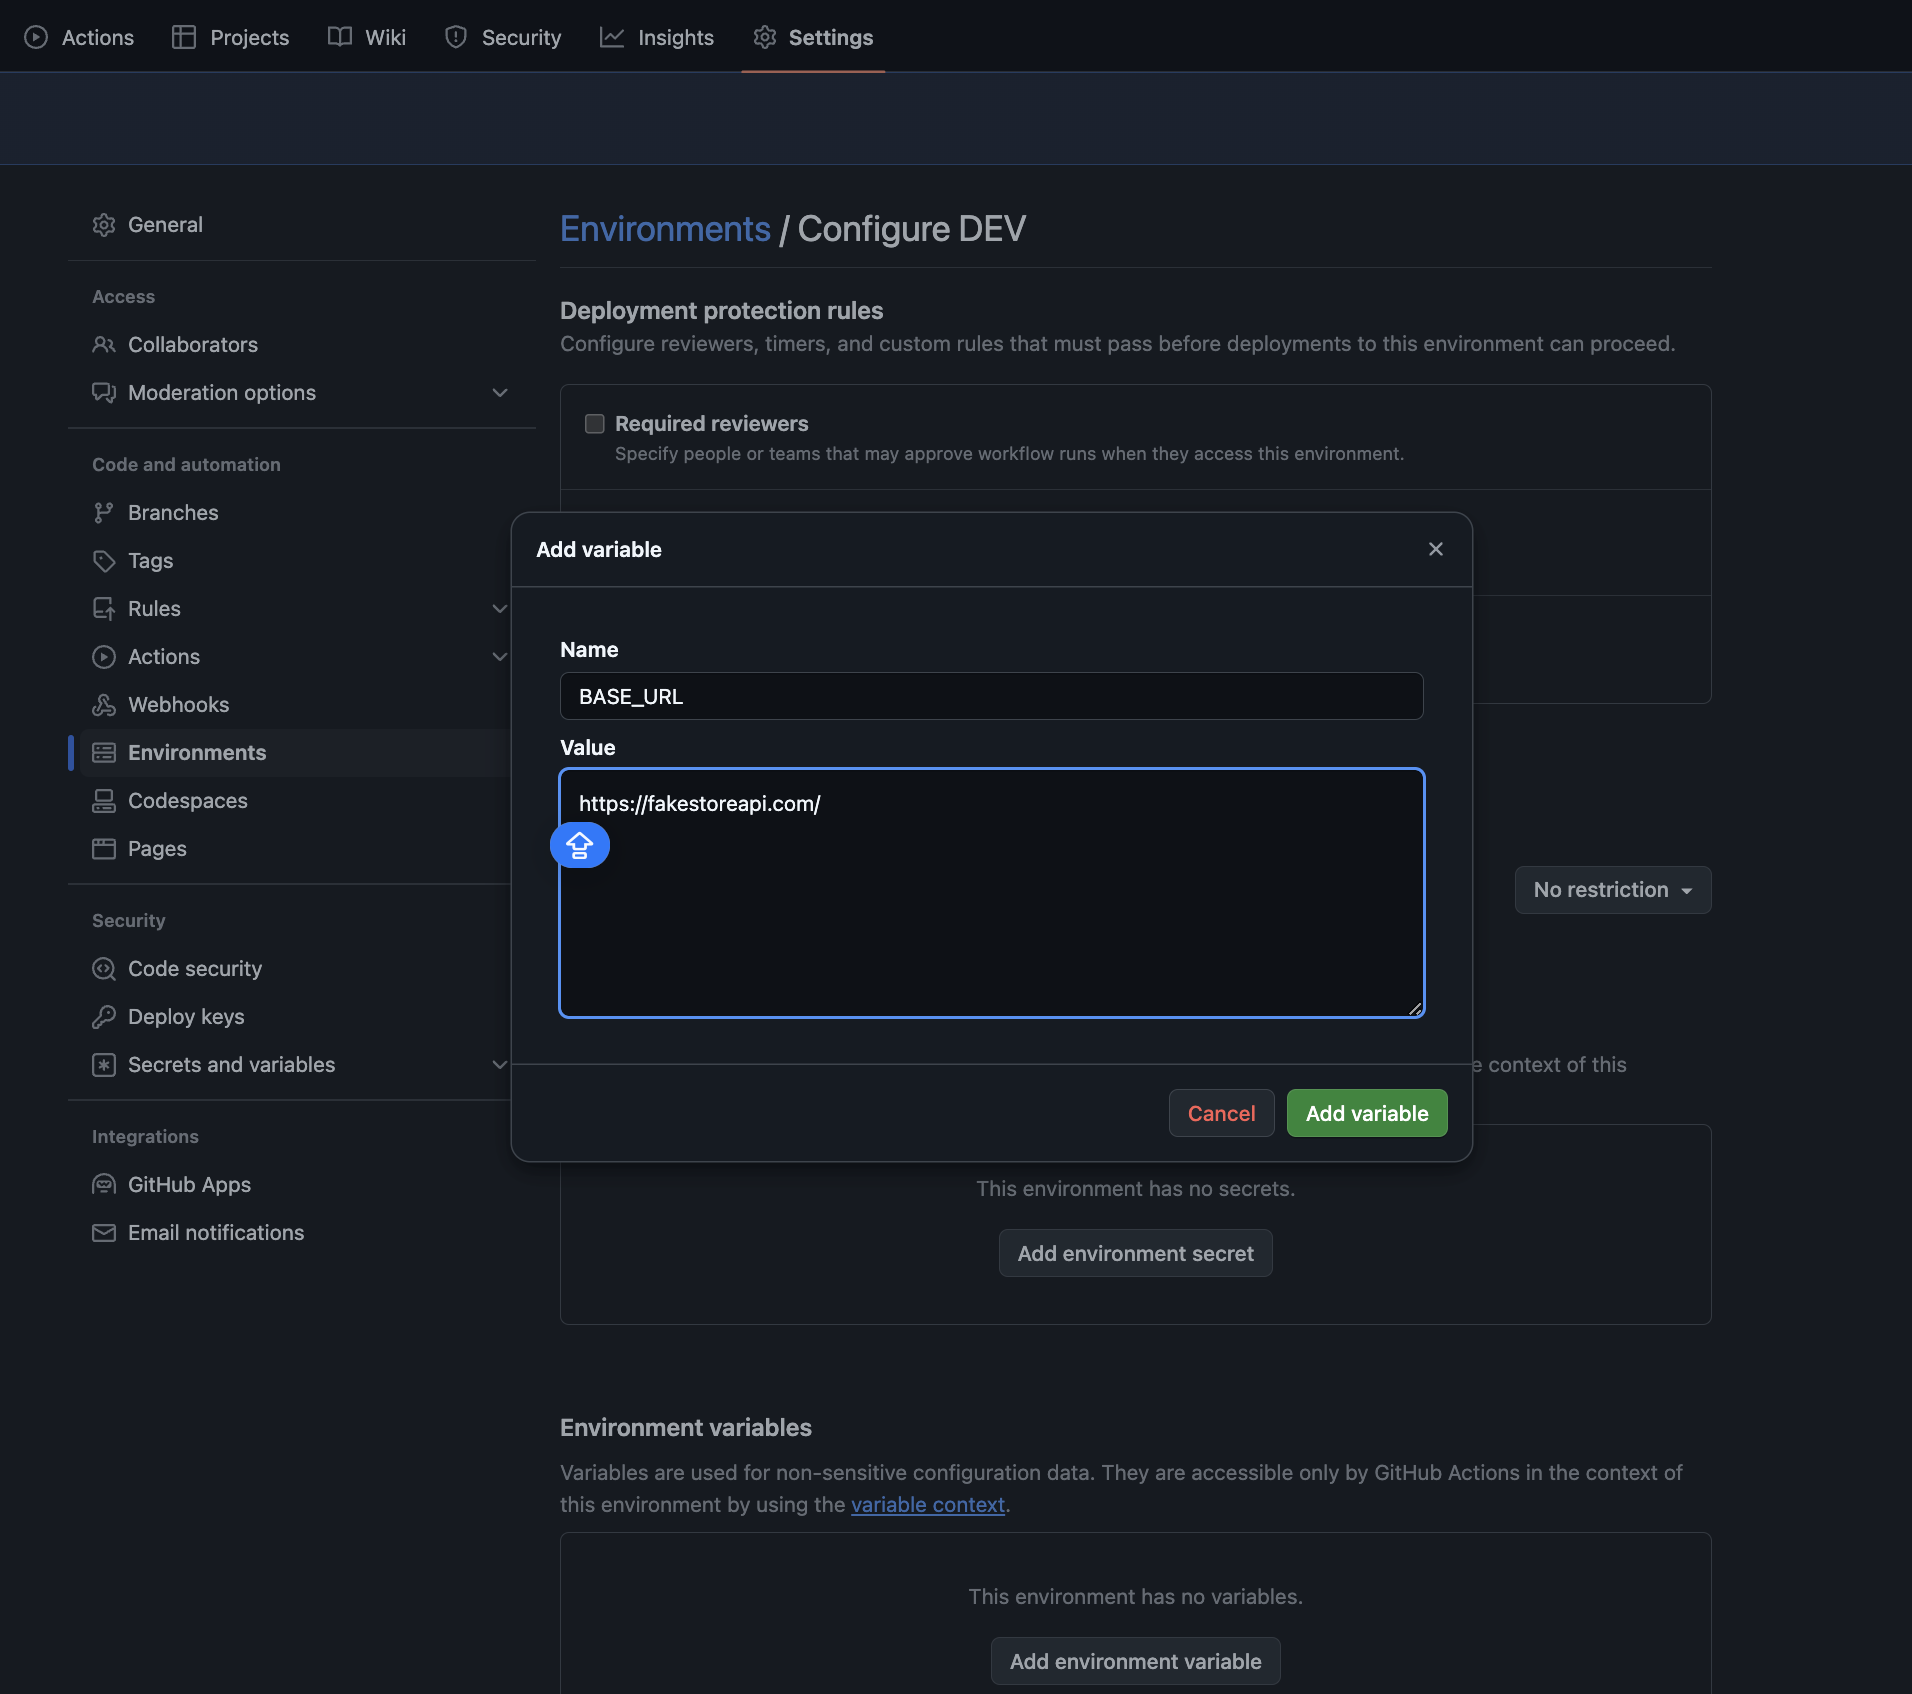 Actions Projects Wiki Security Insights Settings
General
Access
Collaborators
Moderation options
Code and automation
Branches
Tags
Rules
Actions
Webhooks
Environments
Codespaces
Pages
Security
Code security
Deploy keys
Secrets and variables
Integrations
GitHub Apps
Email notifications
Environments / Configure DEV
Deployment protection rules
Configure reviewers, timers, and custom rules that must pass before deployments to this environment can proceed.
Required reviewers
Specify people or teams that may approve workflow runs when they access this environment.
Add variable
Name
BASE_URL
Value
https://fakestoreapi.com/
Cancel Add variable
No restriction
context of this
This environment has no secrets.
Add environment secret
Environment variables
Variables are used for non-sensitive configuration data. They are accessible only by GitHub Actions in the context of
this environment by using the variable context.
This environment has no variables.
Add environment variable